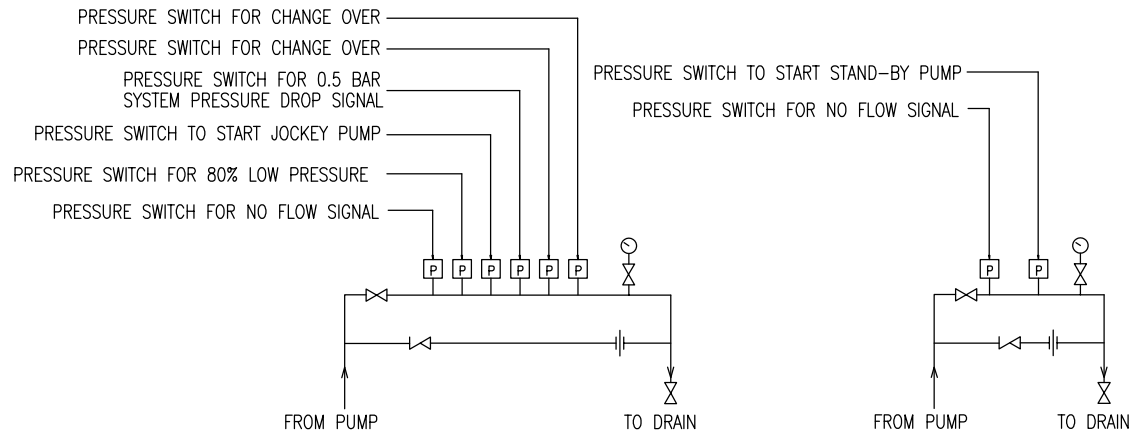 PRESSURE SWITCH FOR CHANGE OVER
PRESSURE SWITCH FOR CHANGE OVER
PRESSURE SWITCH FOR 0.5 BAR
SYSTEM PRESSURE DROP SIGNAL
PRESSURE SWITCH TO START JOCKEY PUMP
PRESSURE SWITCH FOR 80% LOW PRESSURE
PRESSURE SWITCH FOR NO FLOW SIGNAL
P P P P P P
FROM PUMP
TO DRAIN
PRESSURE SWITCH TO START STAND-BY PUMP
PRESSURE SWITCH FOR NO FLOW SIGNAL
P P
FROM PUMP
TO DRAIN